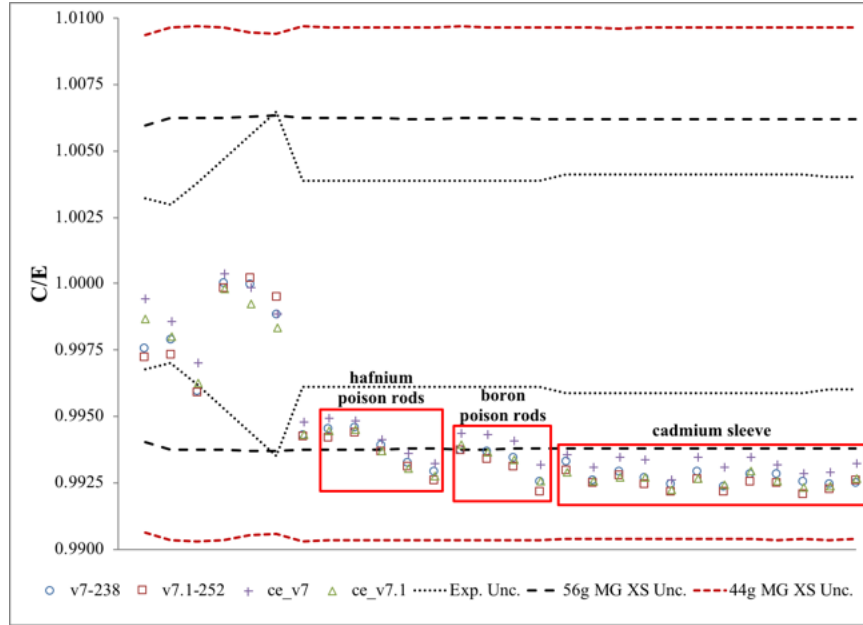 1.0100
1.0075
1.0050
1.0025
1.0000
0.9975
0.9950
0.9925
0.9900
C/E
hafnium
poison rods
boron
poison rods
cadmium sleeve
v7-238
v7.1-252
ce_v7
ce_v7.1
Exp. Unc.
56g MG XS Unc.
44g MG XS Unc.